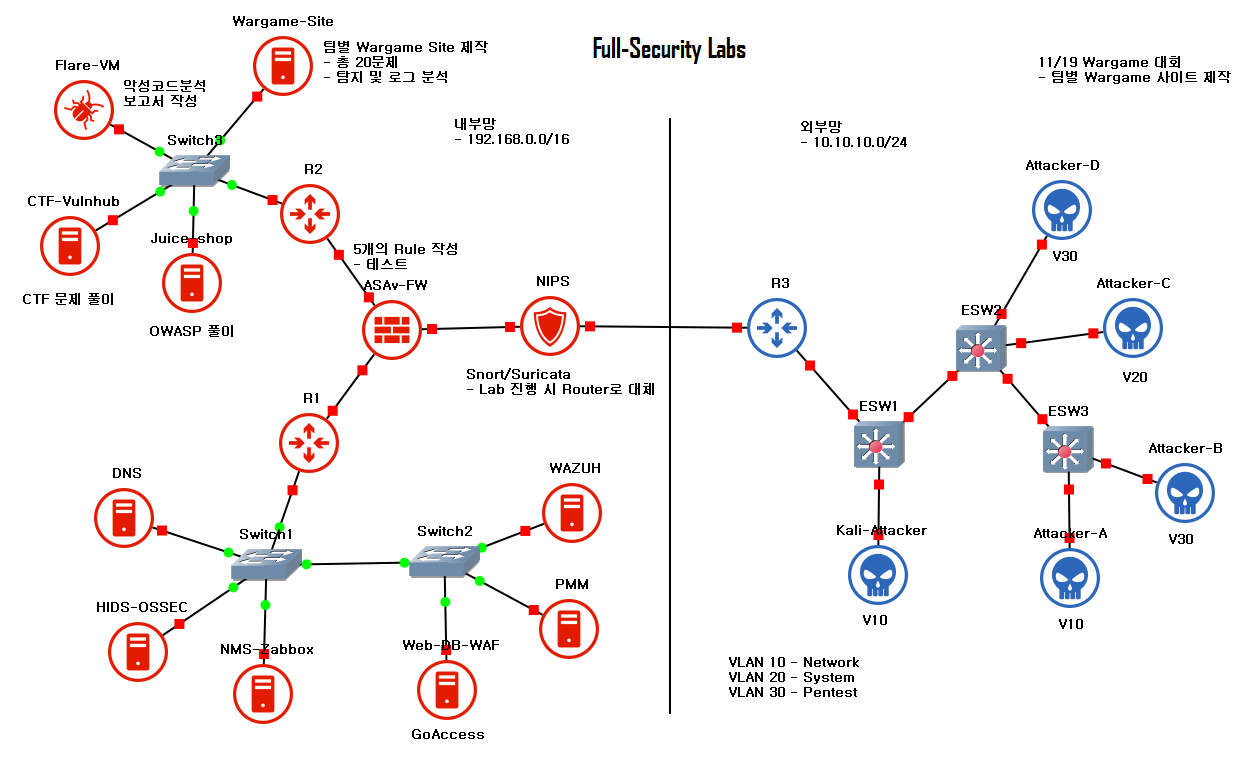 Full-Security Labs
Wargame-Site
팀별 Wargame Site 제작
- 총 20문제
- 탐지 및 로그 분석
Flare-VM
악성코드분석
보고서 작성
Switch3
CTF-Vulnhub
CTF 문제 풀이
Juice-shop
OWASP 풀이
R2
5개의 Rule 작성
- 테스트
ASAv-FW
내부망
- 192.168.0.0/16
NIPS
Snort/Suricata
- Lab 진행 시 Router로 대체
R1
DNS
Switch1
HIDS-OSSEC
NMS-Zabbox
Switch2
WAZUH
PMM
Web-DB-WAF
GoAccess
11/19 Wargame 대회
- 팀별 Wargame 사이트 제작
외부망
- 10.10.10.0/24
R3
ESW1
Kali-Attacker
V10
ESW2
Attacker-D
V30
Attacker-C
V20
ESW3
Attacker-B
V30
Attacker-A
V10
VLAN 10 - Network
VLAN 20 - System
VLAN 30 - Pentest